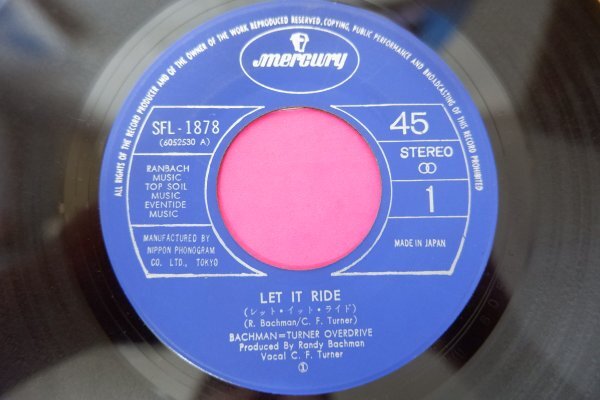 ALL RIGHTS OF THE RECORD PRODUCER AND OF THE OWNER OF THE WORK REPRODUCED RESERVED, COPYING, PUBLIC PERFORMANCE AND BROADCASTING OF THIS RECORD PROHIBITED
mercury
SFL-1878
(6052530 A)
RANBACH
MUSIC
TOP SOIL
MUSIC
EVENTIDE
MUSIC
MANUFACTURED BY
NIPPON PHONOGRAM
CO. LTD., TOKYO
45
STEREO
1
MADE IN JAPAN
LET IT RIDE
(レット・イット・ライド)
(R. Bachman/C. F. Turner)
BACHMAN=TURNER OVERDRIVE
Produced By Randy Bachman
Vocal C. F. Turner
①